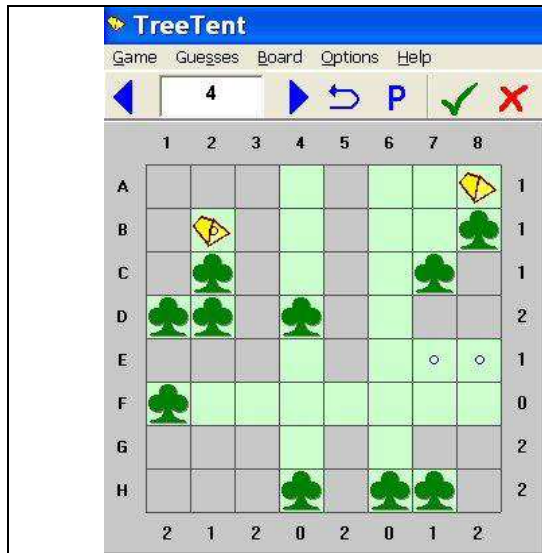 TreeTent
Game Guesses Board Options Help
4 P
1 2 3 4 5 6 7 8
A 1
B 1
C 1
D 2
E 1
F 0
G 2
H 2
2 1 2 0 2 0 1 2